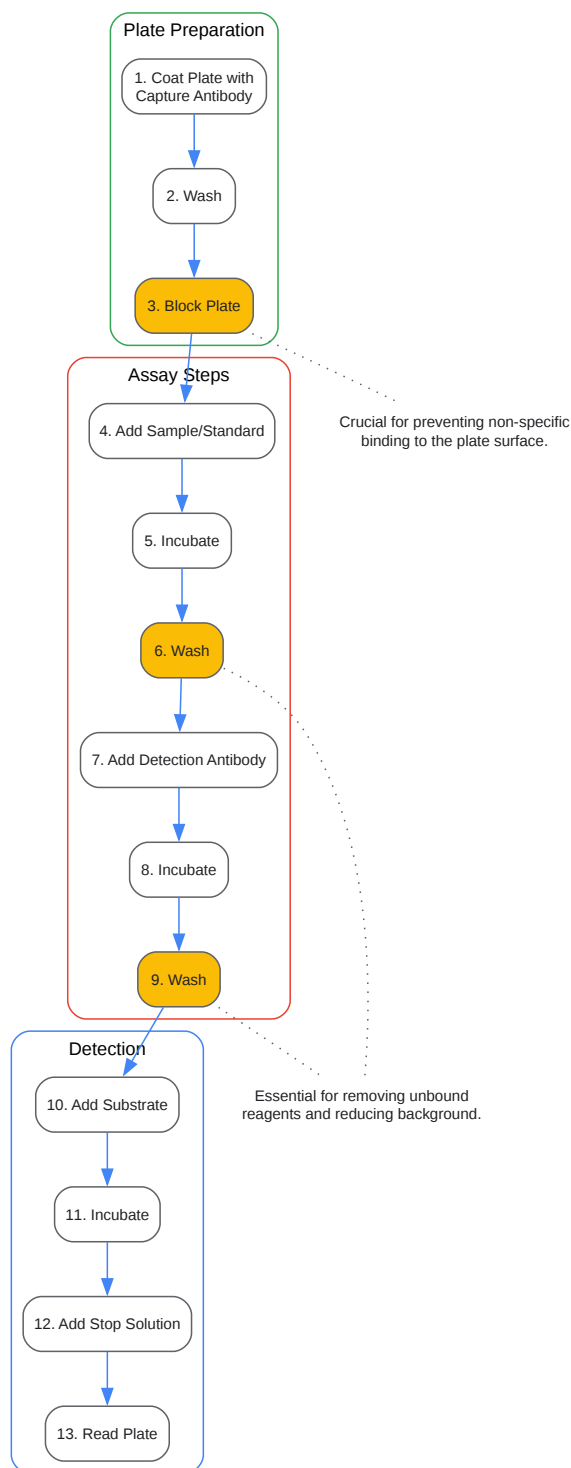 Plate Preparation
1. Coat Plate with
Capture Antibody
2. Wash
3. Block Plate
Assay Steps
4. Add Sample/Standard
Crucial for preventing non-specific
binding to the plate surface.
5. Incubate
6. Wash
7. Add Detection Antibody
8. Incubate
9. Wash
Detection
10. Add Substrate
Essential for removing unbound
reagents and reducing background.
11. Incubate
12. Add Stop Solution
13. Read Plate